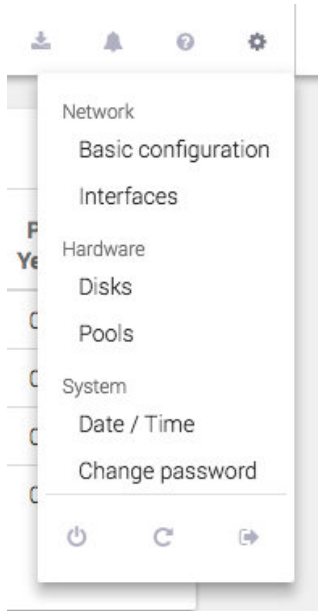 Network
Basic configuration
Interfaces
Hardware
Disks
Pools
System
Date / Time
Change password